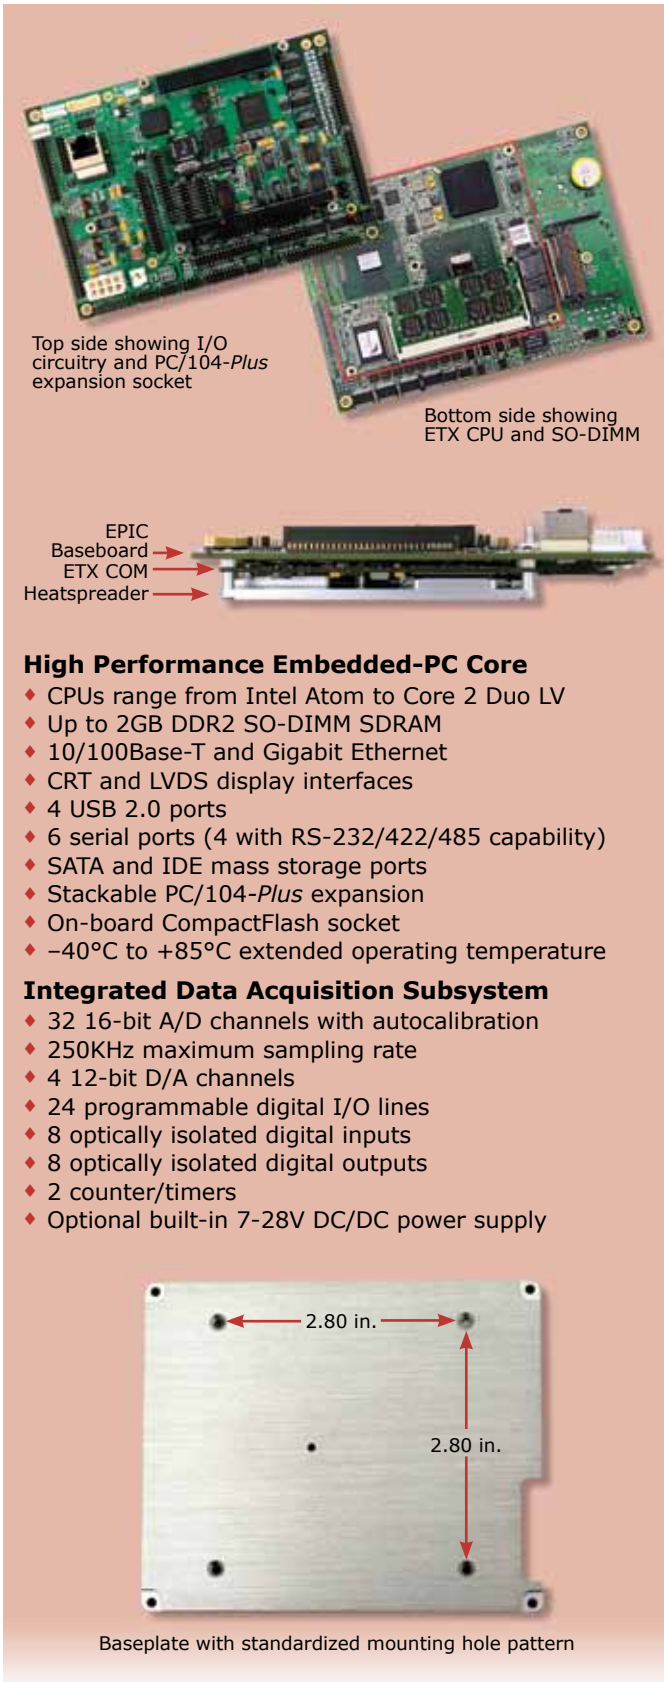 Top side showing I/O
circuitry and PC/104-Plus
expansion socket
Bottom side showing
ETX CPU and SO-DIMM
EPIC
Baseboard
ETX COM
Heatspreader
High Performance Embedded-PC Core
♦ CPUs range from Intel Atom to Core 2 Duo LV
♦ Up to 2GB DDR2 SO-DIMM SDRAM
♦ 10/100Base-T and Gigabit Ethernet
♦ CRT and LVDS display interfaces
♦ 4 USB 2.0 ports
♦ 6 serial ports (4 with RS-232/422/485 capability)
♦ SATA and IDE mass storage ports
♦ Stackable PC/104-Plus expansion
♦ On-board CompactFlash socket
♦ –40°C to +85°C extended operating temperature
Integrated Data Acquisition Subsystem
♦ 32 16-bit A/D channels with autocalibration
♦ 250KHz maximum sampling rate
♦ 4 12-bit D/A channels
♦ 24 programmable digital I/O lines
♦ 8 optically isolated digital inputs
♦ 8 optically isolated digital outputs
♦ 2 counter/timers
♦ Optional built-in 7-28V DC/DC power supply
2.80 in.
2.80 in.
Baseplate with standardized mounting hole pattern